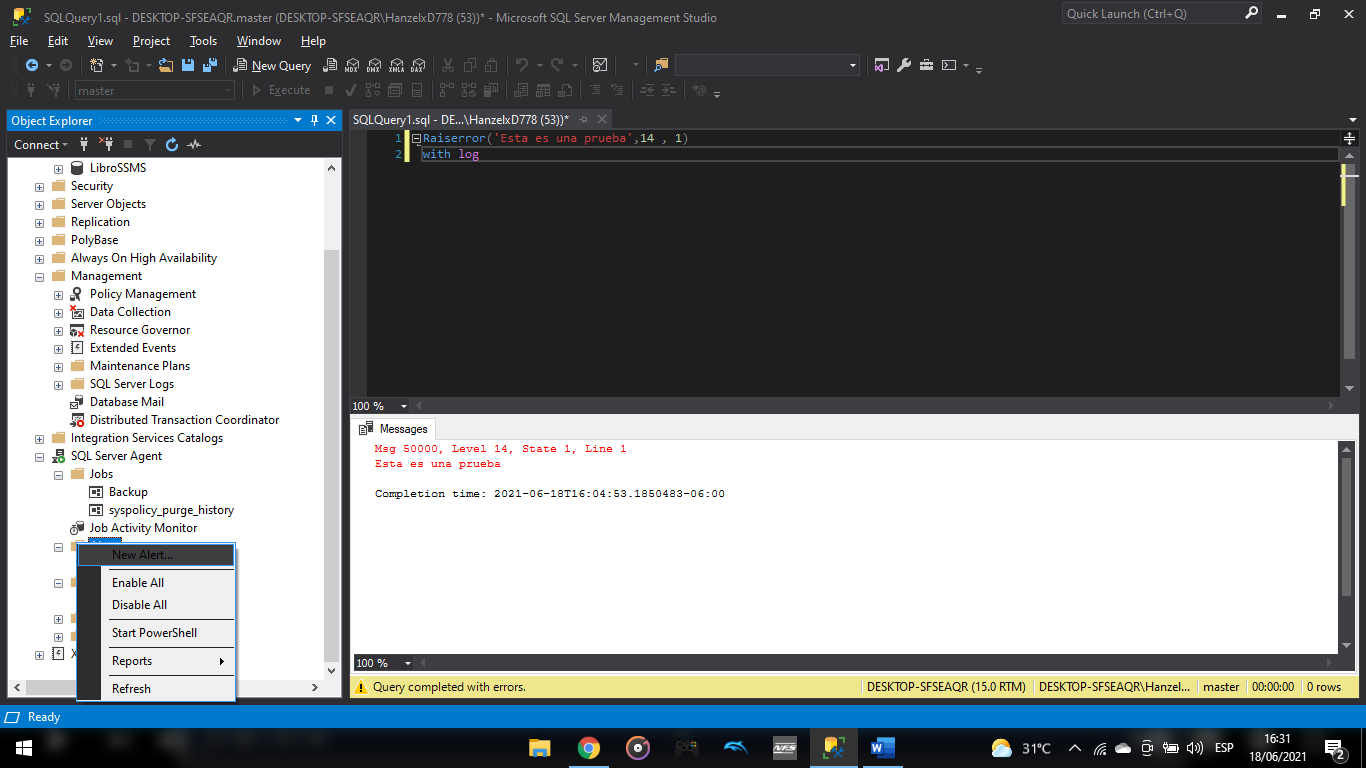 SQLQuery1.sql - DESKTOP-SFSEAQR.master (DESKTOP-SFSEAQR\HanzelxD778 (53))* - Microsoft SQL Server Management Studio
Quick Launch (Ctrl+Q)
File Edit View Project Tools Window Help
New Query MDX DMX XMLA DAX
master Execute
Object Explorer
Connect
LibroSSMS
Security
Server Objects
Replication
PolyBase
Always On High Availability
Management
Policy Management
Data Collection
Resource Governor
Extended Events
Maintenance Plans
SQL Server Logs
Database Mail
Distributed Transaction Coordinator
Integration Services Catalogs
SQL Server Agent
Jobs
Backup
syspolicy_purge_history
Job Activity Monitor
New Alert...
Enable All
Disable All
Start PowerShell
Reports
Refresh
X
SQLQuery1.sql - DE...\HanzelxD778 (53))*
1 Raiserror('Esta es una prueba',14 , 1)
2 with log
100 %
Messages
Msg 50000, Level 14, State 1, Line 1
Esta es una prueba
Completion time: 2021-06-18T16:04:53.1850483-06:00
100 %
Query completed with errors. DESKTOP-SFSEAQR (15.0 RTM) DESKTOP-SFSEAQR\Hanzel... master 00:00:00 0 rows
Ready
NFS
31°C ESP
16:31
18/06/2021
2